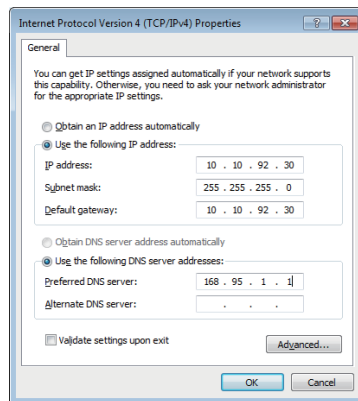 Internet Protocol Version 4 (TCP/IPv4) Properties
General
You can get IP settings assigned automatically if your network supports
this capability. Otherwise, you need to ask your network administrator
for the appropriate IP settings.
Obtain an IP address automatically
Use the following IP address:
IP address: 10 . 10 . 92 . 30
Subnet mask: 255 . 255 . 255 . 0
Default gateway: 10 . 10 . 92 . 30
Obtain DNS server address automatically
Use the following DNS server addresses:
Preferred DNS server: 168 . 95 . 1 . 1
Alternate DNS server: . . .
Validate settings upon exit
Advanced...
OK Cancel